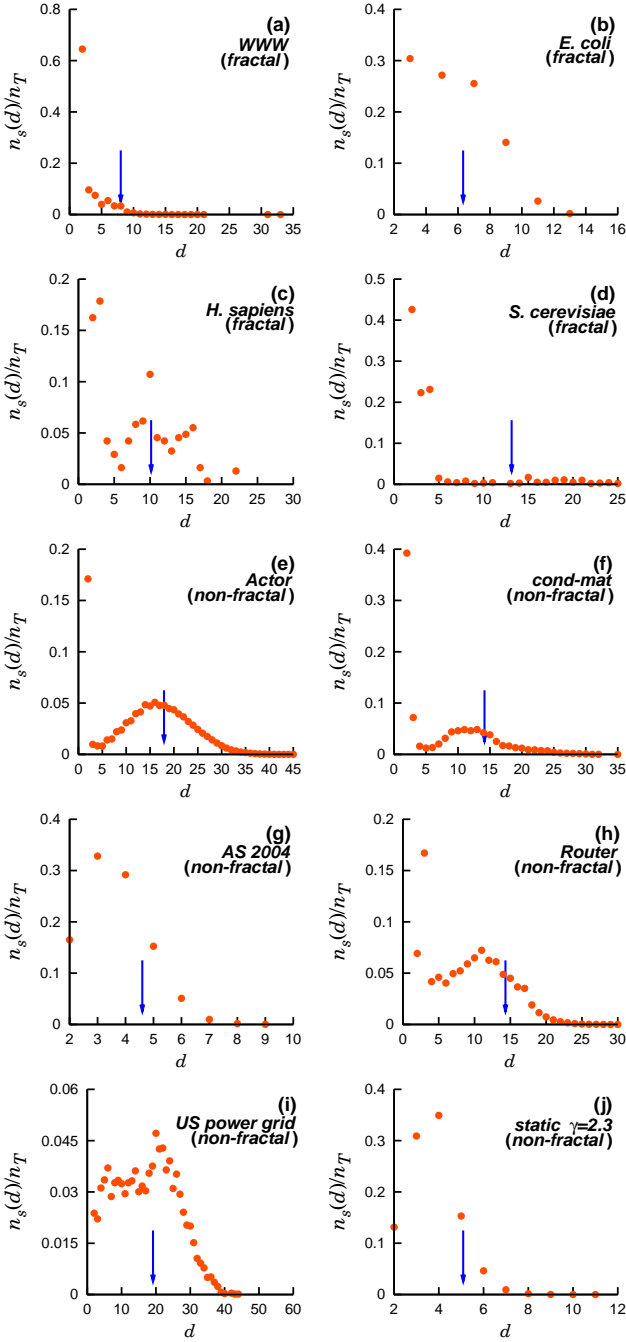 (a)
WWW
(fractal)
0.8
0.6
0.4
0.2
0
n_s(d)/n_T
0 5 10 15 20 25 30 35
d
(b)
E. coli
(fractal)
0.4
0.3
0.2
0.1
0
n_s(d)/n_T
2 4 6 8 10 12 14 16
d
(c)
H. sapiens
(fractal)
0.2
0.15
0.1
0.05
0
n_s(d)/n_T
0 5 10 15 20 25 30
d
(d)
S. cerevisiae
(fractal)
0.5
0.4
0.3
0.2
0.1
0
n_s(d)/n_T
0 5 10 15 20 25
d
(e)
Actor
(non-fractal)
0.2
0.15
0.1
0.05
0
n_s(d)/n_T
0 5 10 15 20 25 30 35 40 45
d
(f)
cond-mat
(non-fractal)
0.4
0.3
0.2
0.1
0
n_s(d)/n_T
0 5 10 15 20 25 30 35
d
(g)
AS 2004
(non-fractal)
0.4
0.3
0.2
0.1
0
n_s(d)/n_T
2 3 4 5 6 7 8 9 10
d
(h)
Router
(non-fractal)
0.2
0.15
0.1
0.05
0
n_s(d)/n_T
0 5 10 15 20 25 30
d
(i)
US power grid
(non-fractal)
0.06
0.045
0.03
0.015
0
n_s(d)/n_T
0 10 20 30 40 50 60
d
(j)
static γ=2.3
(non-fractal)
0.4
0.3
0.2
0.1
0
n_s(d)/n_T
2 4 6 8 10 12
d